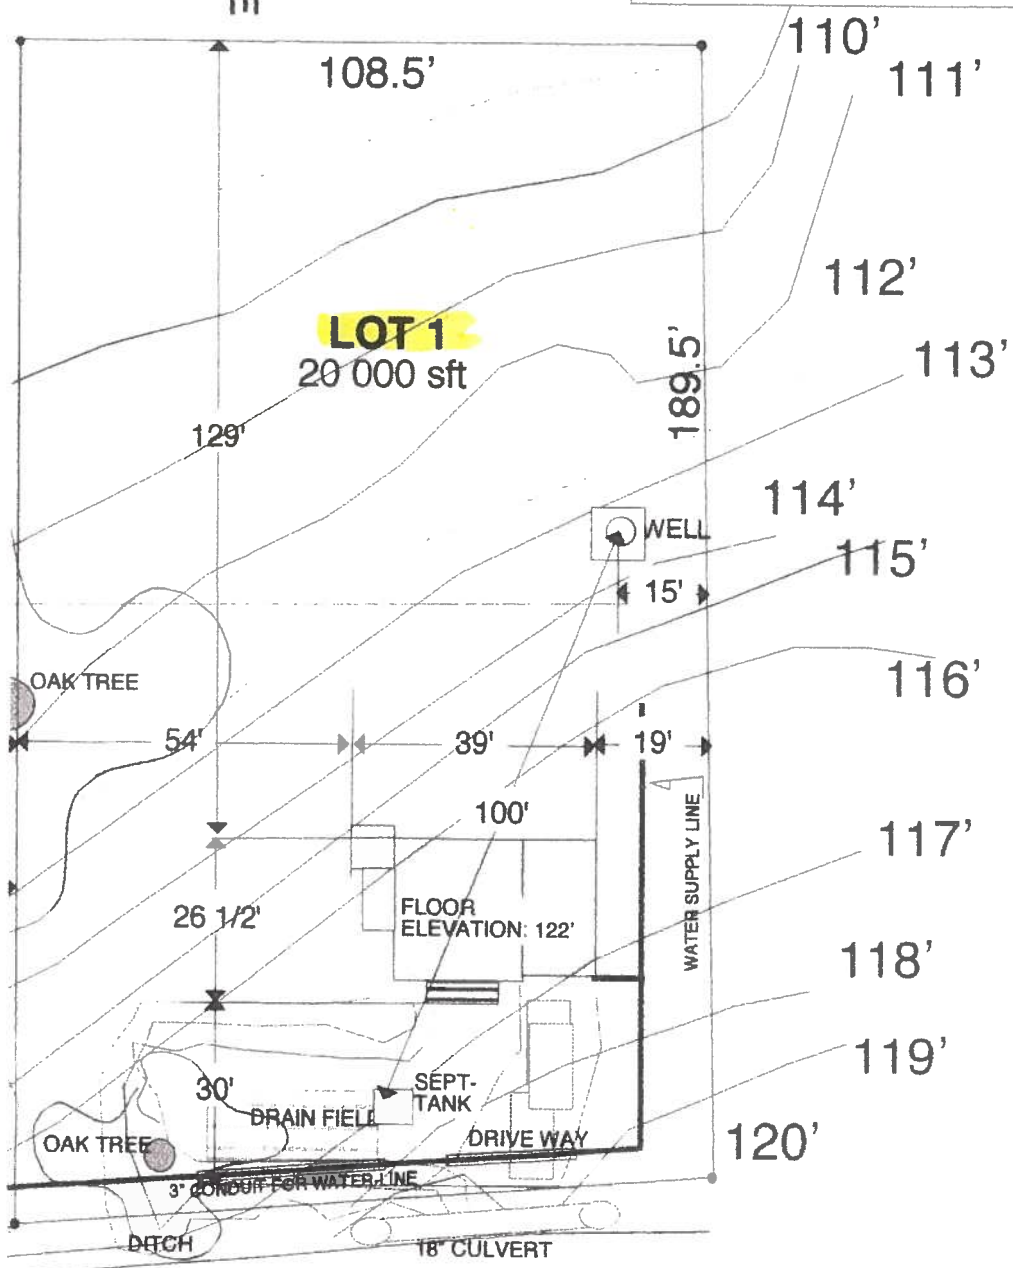 110'
108.5'
111'
112'
LOT 1
20 000 sft
113'
189.5'
129'
114'
WELL
115'
15'
OAK TREE
116'
54'
39'
19'
100'
117'
WATER SUPPLY LINE
26 1/2'
FLOOR
ELEVATION: 122'
118'
119'
30'
SEPT-
TANK
DRAIN FIELD
OAK TREE
DRIVE WAY
120'
3" CONDUIT FOR WATER LINE
DITCH
18" CULVERT